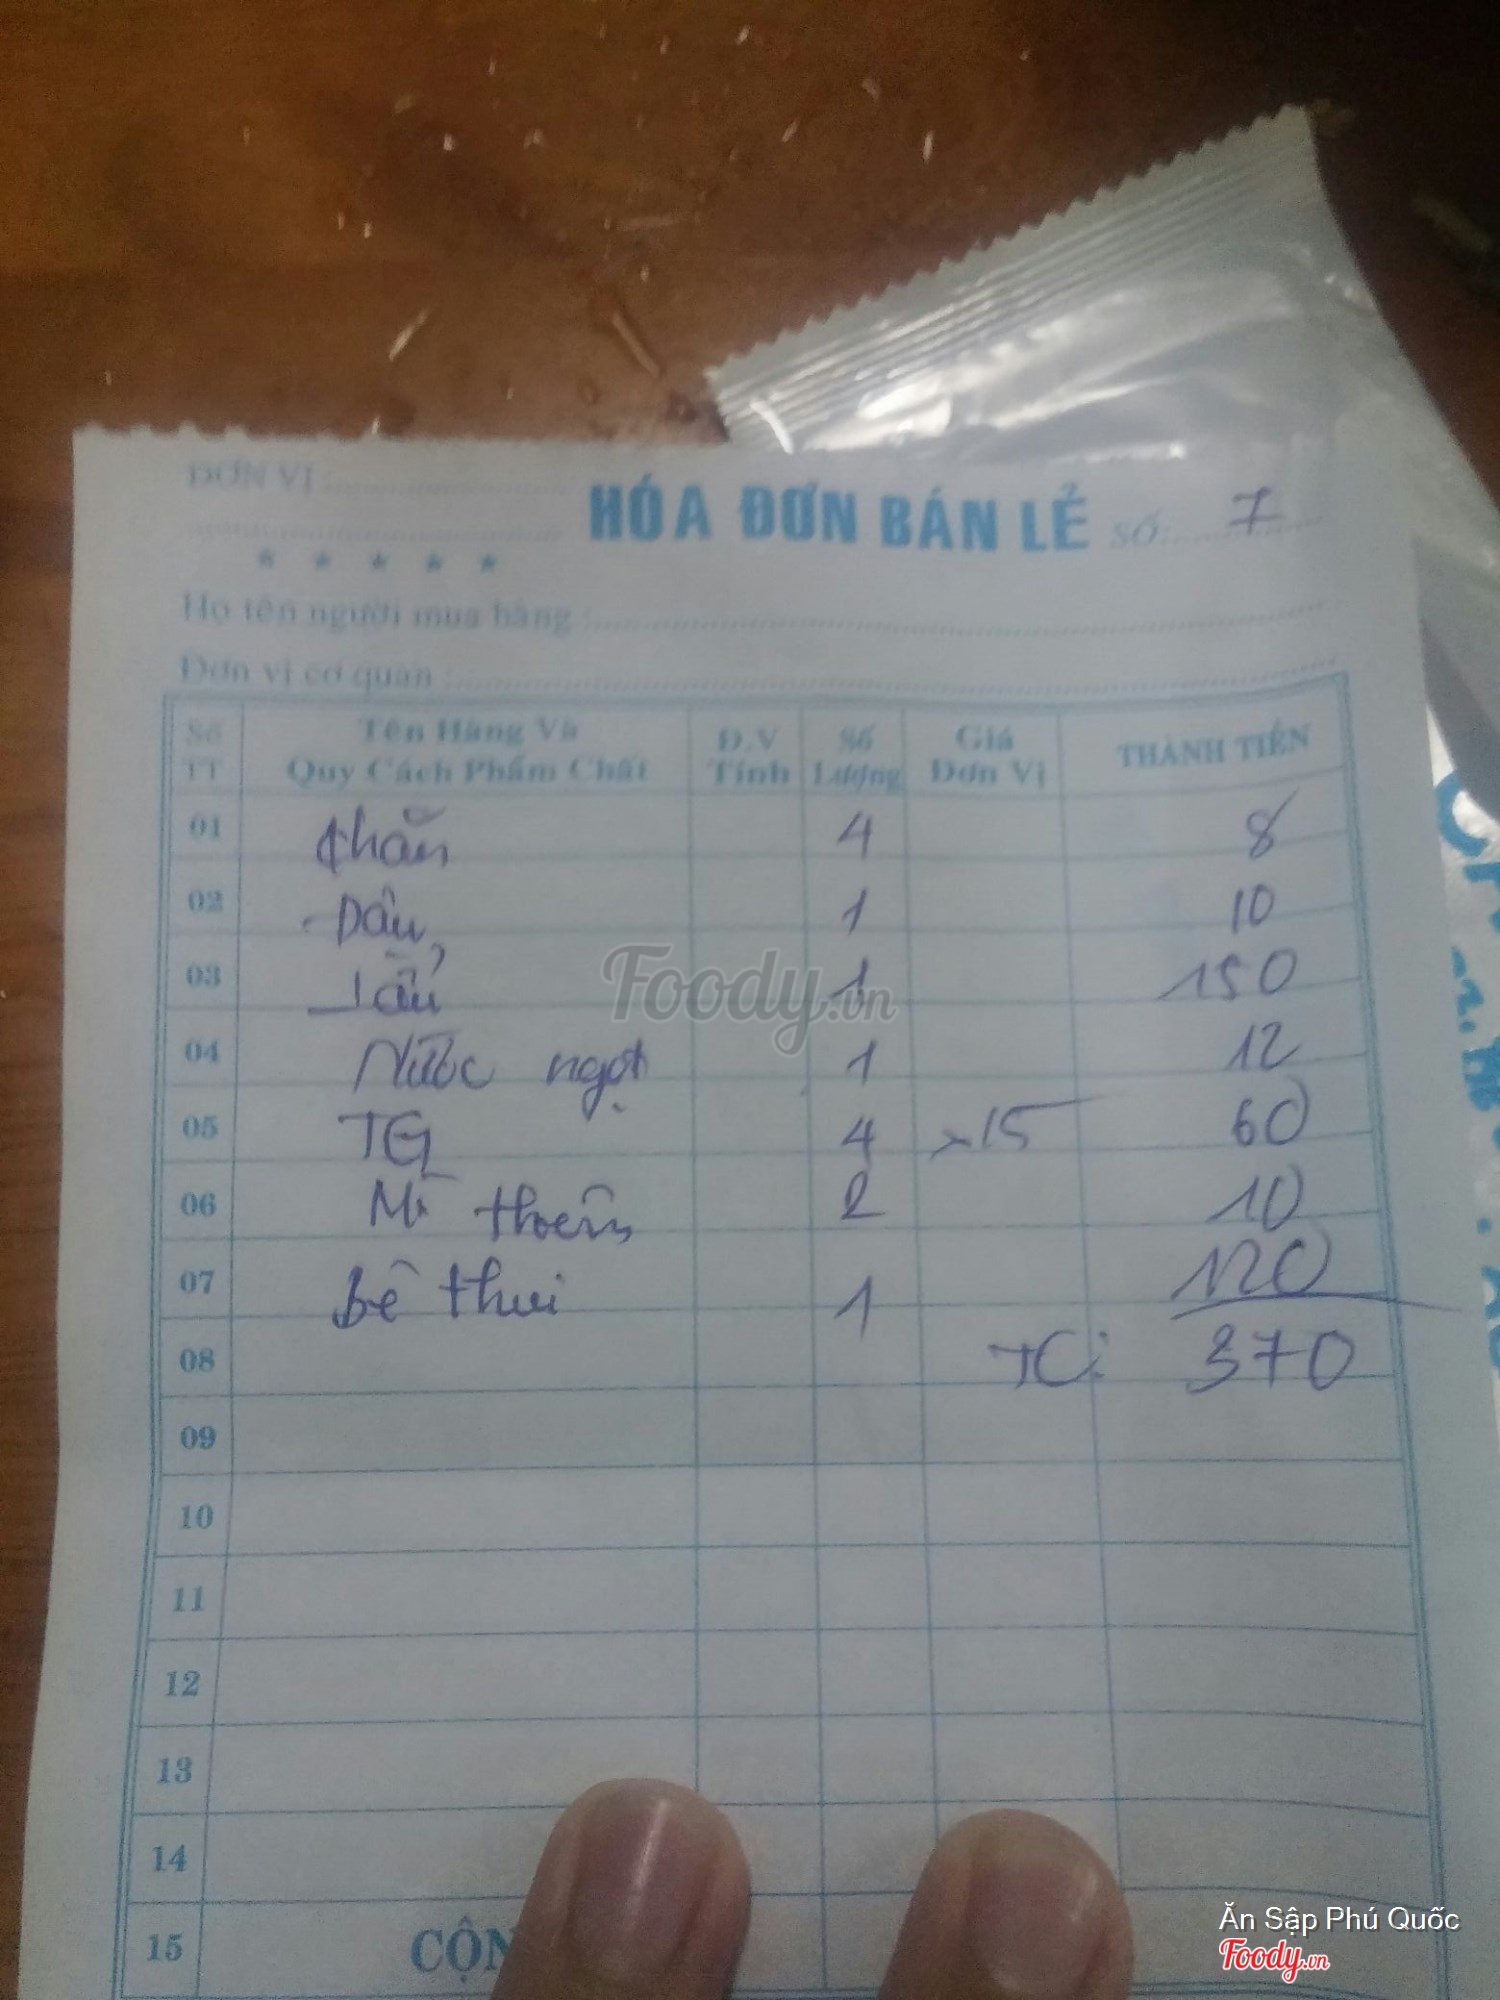 ĐƠN VỊ
HÓA ĐƠN BÁN LẺ SỐ: 7
★ ★ ★ ★ ★
Họ tên người mua hàng :
Đơn vị cơ quan :
Số TT Tên Hàng Và Quy Cách Phẩm Chất Đ.V Tính Số Lượng Giá Đơn Vị THÀNH TIỀN
01 khăn 4 8
02 Dâu 1 10
03 Lẩu 1 150
04 Nước ngọt 1 12
05 TG 4 x15 60
06 Mì thêm 2 10
07 bê thui 1 120
08 TC: 370
09
10
11
12
13
14
15 CỘN
Foody.vn
Ăn Sập Phú Quốc
Foody.vn